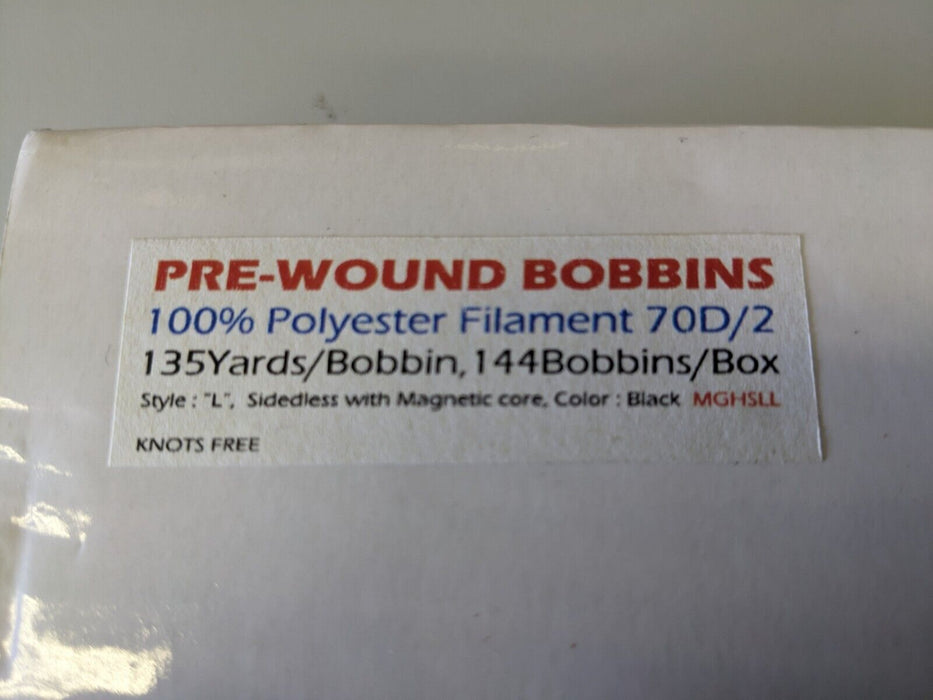 PRE-WOUND BOBBINS
100% Polyester Filament 70D/2
135Yards/Bobbin, 144Bobbins/Box
Style : "L", Sidedless with Magnetic core, Color : Black MGHSLL
KNOTS FREE